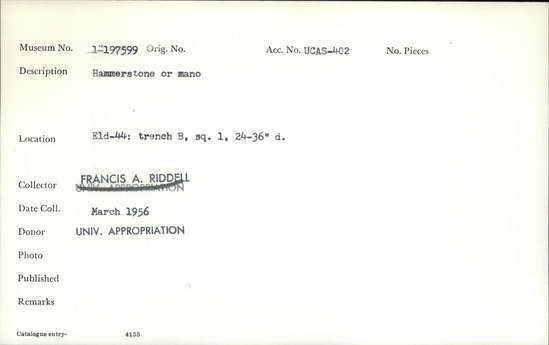 Museum No. 1-197599 Orig. No. Acc. No. UCAS-402 No. Pieces
Description Hammerstone or mano
Location Eld-44: trench B, sq. 1, 24-36" d.
FRANCIS A. RIDDELL
Collector UNIV. APPROPRIATION
Date Coll. March 1956
Donor UNIV. APPROPRIATION
Photo
Published
Remarks
Catalogue entry- 4155